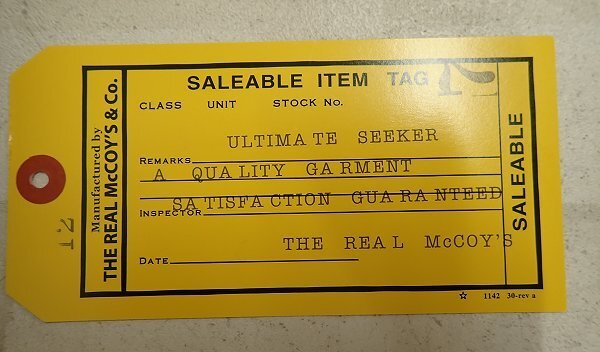 SALEABLE ITEM TAG
12
CLASS UNIT STOCK No.
ULTIMATE SEEKER
REMARKS
A QUALITY GARMENT
SATISFACTION GUARANTEED
INSPECTOR
THE REAL McCOY'S
DATE
SALEABLE
Manufactured by
THE REAL McCOY'S & Co.
12
☆ 1142 30-rev a